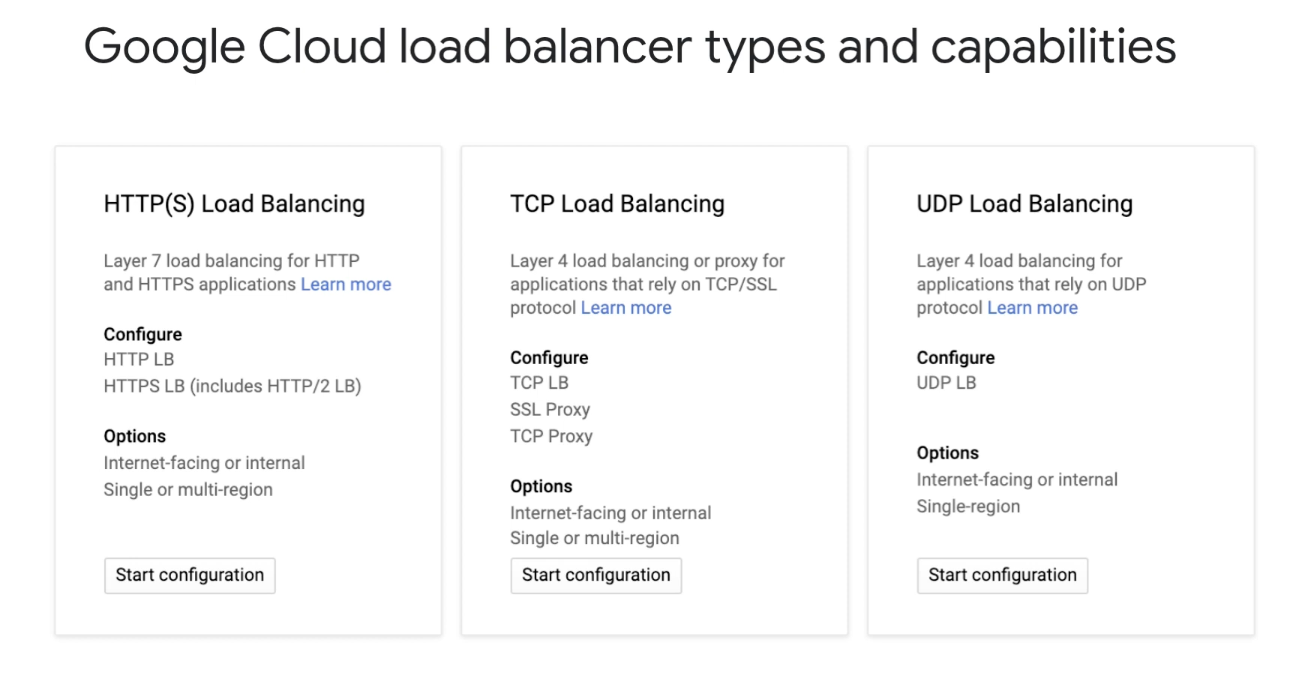 Google Cloud load balancer types and capabilities
HTTP(S) Load Balancing
Layer 7 load balancing for HTTP
and HTTPS applications Learn more
Configure
HTTP LB
HTTPS LB (includes HTTP/2 LB)
Options
Internet-facing or internal
Single or multi-region
Start configuration
TCP Load Balancing
Layer 4 load balancing or proxy for
applications that rely on TCP/SSL
protocol Learn more
Configure
TCP LB
SSL Proxy
TCP Proxy
Options
Internet-facing or internal
Single or multi-region
Start configuration
UDP Load Balancing
Layer 4 load balancing for
applications that rely on UDP
protocol Learn more
Configure
UDP LB
Options
Internet-facing or internal
Single-region
Start configuration